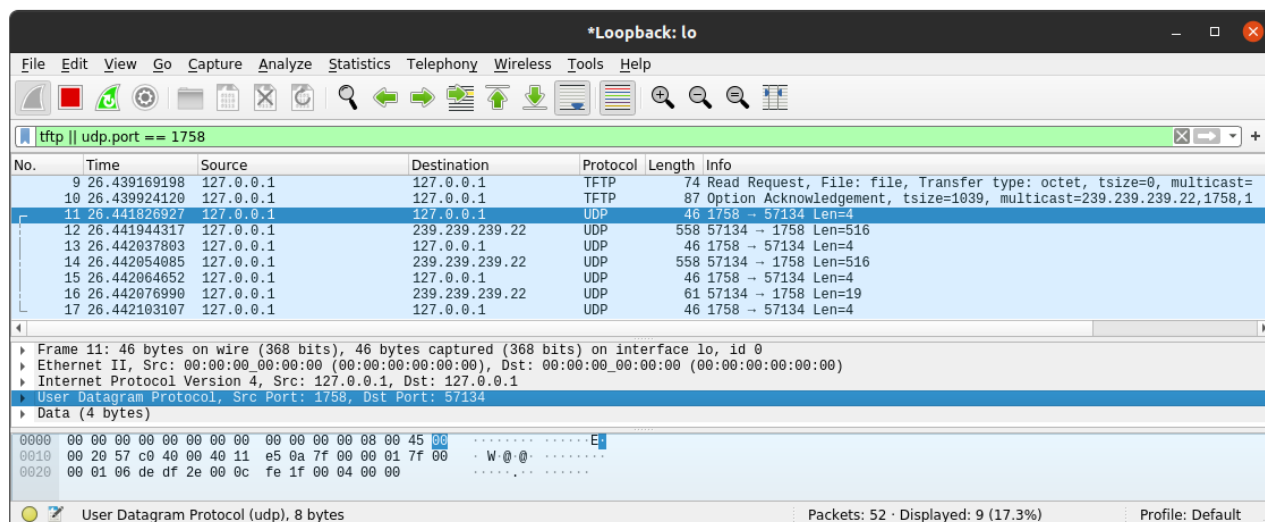 *Loopback: lo
File Edit View Go Capture Analyze Statistics Telephony Wireless Tools Help
tftp || udp.port == 1758
No. Time Source Destination Protocol Length Info
9 26.439169198 127.0.0.1 127.0.0.1 TFTP 74 Read Request, File: file, Transfer type: octet, tsize=0, multicast=
10 26.439924120 127.0.0.1 127.0.0.1 TFTP 87 Option Acknowledgement, tsize=1039, multicast=239.239.239.22,1758,1
11 26.441826927 127.0.0.1 127.0.0.1 UDP 46 1758 → 57134 Len=4
12 26.441944317 127.0.0.1 239.239.239.22 UDP 558 57134 → 1758 Len=516
13 26.442037803 127.0.0.1 127.0.0.1 UDP 46 1758 → 57134 Len=4
14 26.442054085 127.0.0.1 239.239.239.22 UDP 558 57134 → 1758 Len=516
15 26.442064652 127.0.0.1 127.0.0.1 UDP 46 1758 → 57134 Len=4
16 26.442076990 127.0.0.1 239.239.239.22 UDP 61 57134 → 1758 Len=19
17 26.442103107 127.0.0.1 127.0.0.1 UDP 46 1758 → 57134 Len=4
Frame 11: 46 bytes on wire (368 bits), 46 bytes captured (368 bits) on interface lo, id 0
Ethernet II, Src: 00:00:00_00:00:00 (00:00:00:00:00:00), Dst: 00:00:00_00:00:00 (00:00:00:00:00:00)
Internet Protocol Version 4, Src: 127.0.0.1, Dst: 127.0.0.1
User Datagram Protocol, Src Port: 1758, Dst Port: 57134
Data (4 bytes)
0000 00 00 00 00 00 00 00 00 00 00 00 00 08 00 45 00 ········ ······E·
0010 00 20 57 c0 40 00 40 11 e5 0a 7f 00 00 01 7f 00 · W·@·@· ········
0020 00 01 06 de df 2e 00 0c fe 1f 00 04 00 00 ·····.·· ······
User Datagram Protocol (udp), 8 bytes Packets: 52 · Displayed: 9 (17.3%) Profile: Default